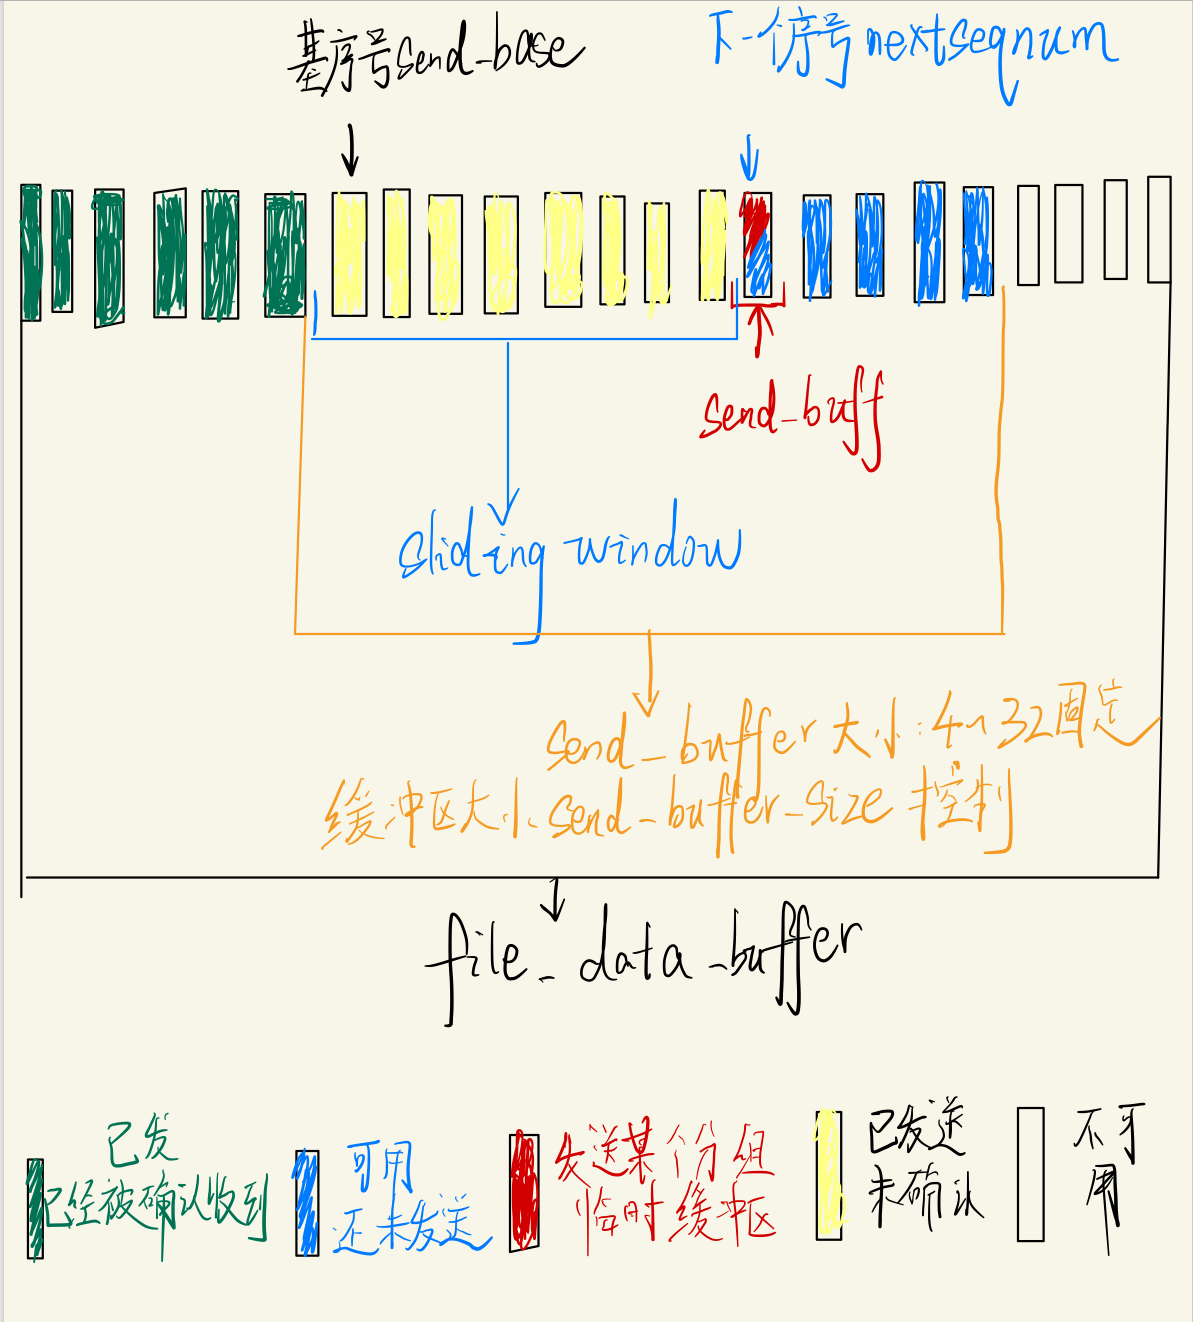 基序号send_base
下一个序号nextseqnum
send_buff
sliding window
send_buffer大小:4~32固定
缓冲区大小send_buffer_size控制
file_data_buffer
已发
已经被确认收到
可用
还未发送
发送某份组
临时缓冲区
已发送
未确认
不可
用